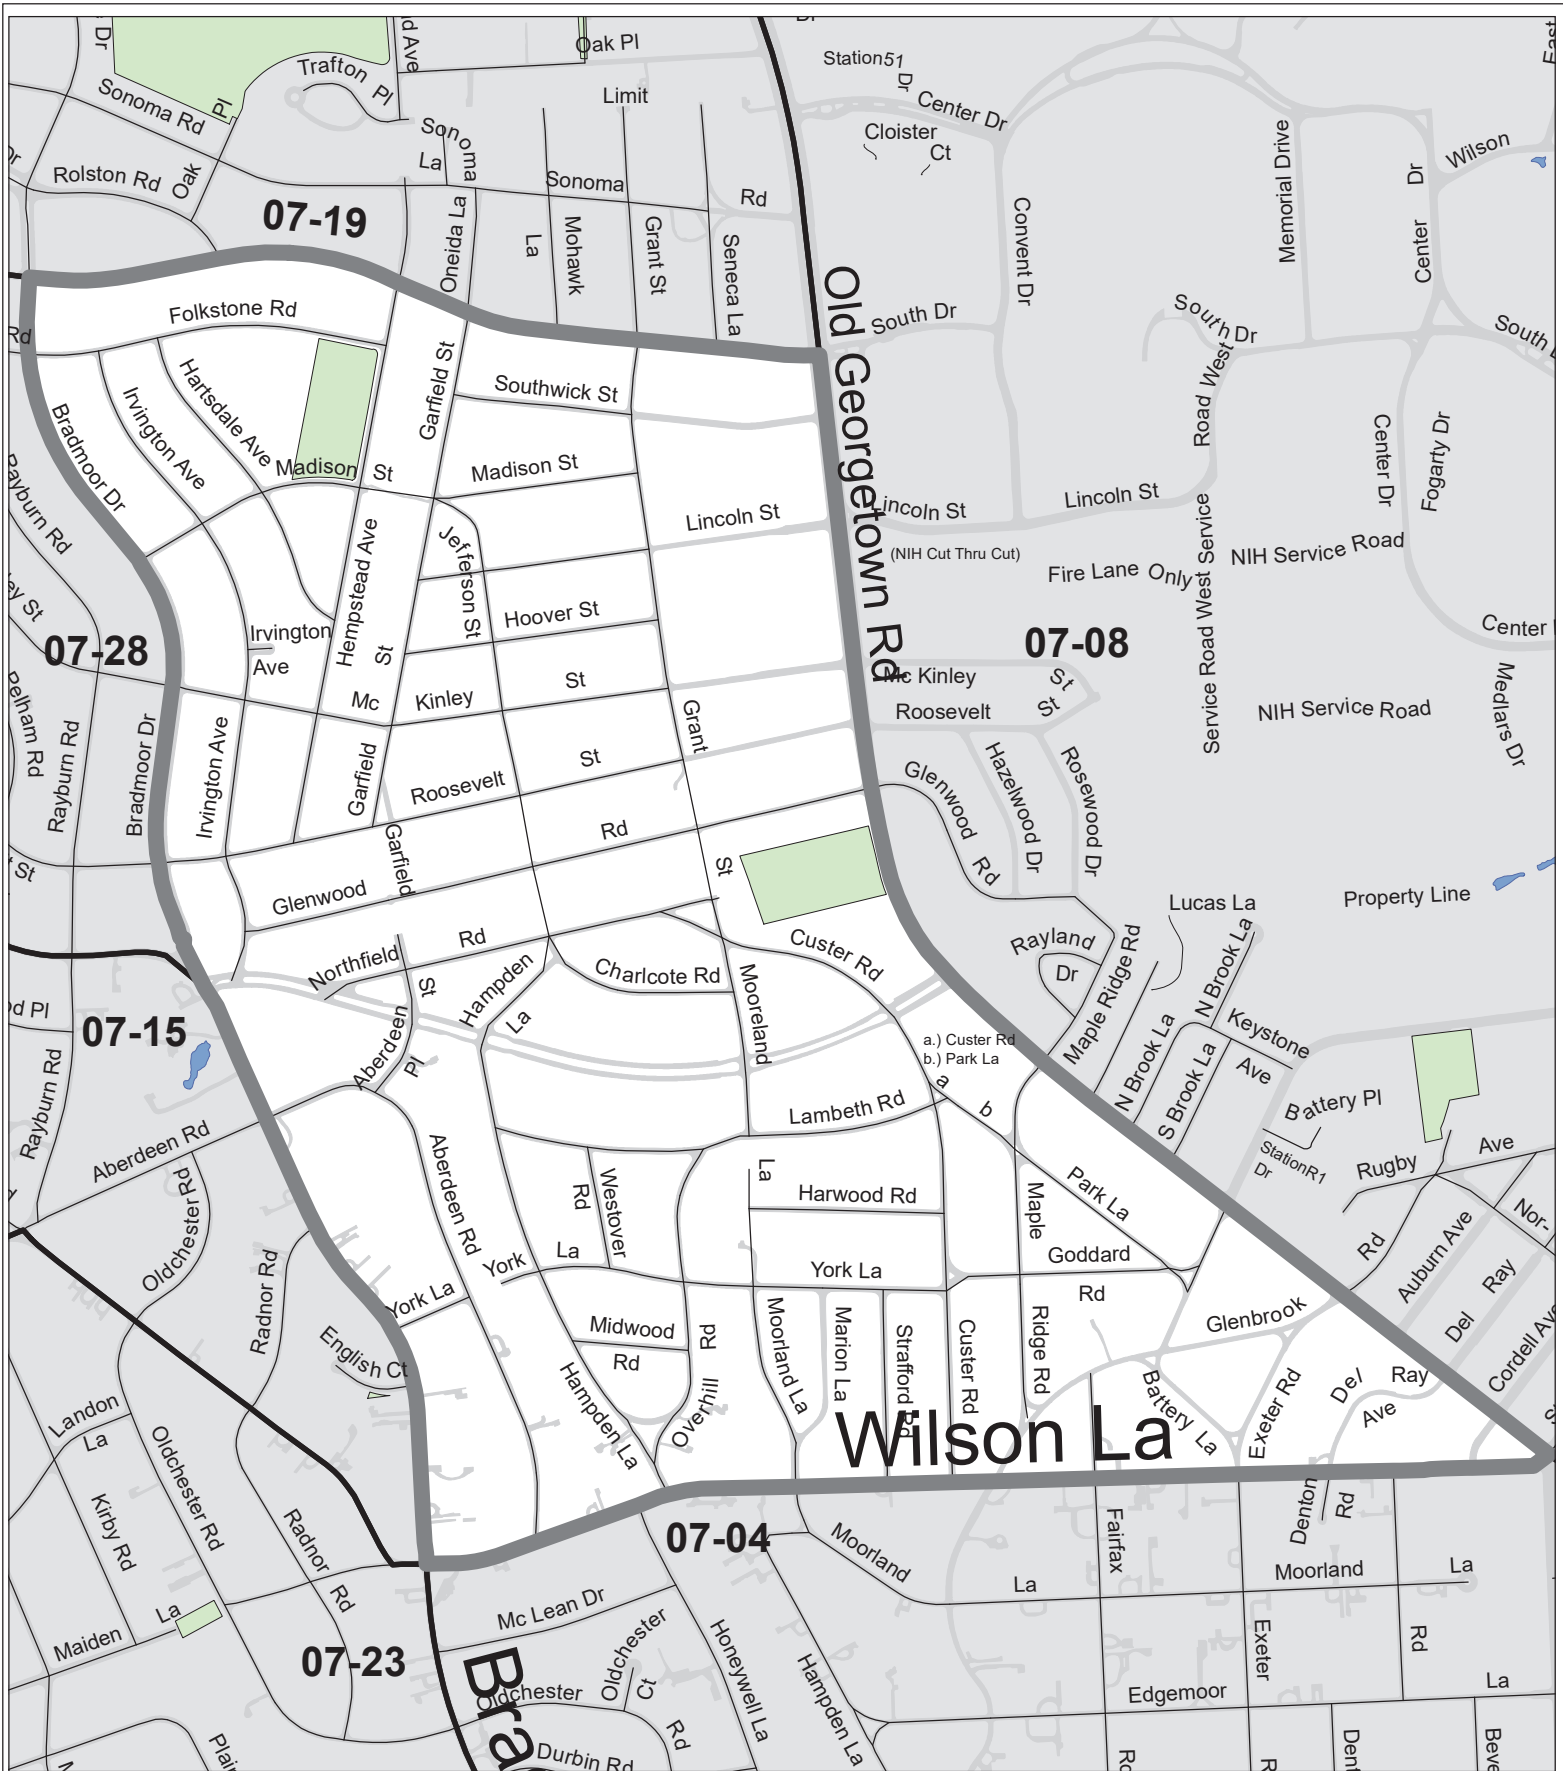 Dr
Oak Pl
Station51
Dr
Center Dr
Trafton
Pl
Limit
Sonoma Rd
Pl
Sonoma
La
Cloister
Ct
Memorial Drive
Dr
Wilson
Rolston Rd
Oak
Sonoma
Rd
07-19
Oneida La
La
Mohawk
Grant St
Seneca La
Convent Dr
Center
Old Georgetown Rd
South Dr
South Dr
South
Folkstone Rd
Rd
Garfield St
Southwick St
Road West
Hartsdale Ave
Irvington Ave
Bradmoor Dr
Madison
St
Madison St
Center Dr
Fogarty Dr
Rayburn Rd
Lincoln St
Lincoln St
Lincoln St
(NIH Cut Thru Cut)
NIH Service Road
Fire Lane Only
Service Road West Service
Jefferson St
Hempstead Ave
St
Hoover St
Irvington
Ave
07-28
07-08
Center
Mc Kinley
St
Mc
Kinley
St
Roosevelt
St
NIH Service Road
Medlars Dr
Pelham Rd
Rayburn Rd
Bradmoor Dr
Irvington Ave
Garfield
Grant
Roosevelt
St
Glenwood
Rd
Hazelwood Dr
Rosewood Dr
St
Garfield
Rd
St
Glenwood
Property Line
Lucas La
Northfield
Rd
Custer Rd
Rayland
Dr
Maple Ridge Rd
N Brook La
Hampden
La
Charlcote Rd
St
Mooreland
07-15
Keystone
Ave
a.) Custer Rd
b.) Park La
a
b
N Brook La
S Brook La
Aberdeen
Pl
Rayburn Rd
Lambeth Rd
Battery Pl
StationR1
Dr
Aberdeen Rd
Aberdeen Rd
Rugby
Ave
La
Westover
Rd
Harwood Rd
Maple
Park La
Oldchester Rd
Nor-
Rd
Auburn Ave
Radnor Rd
York
La
York La
Goddard
Rd
Del
Ray
York La
Glenbrook
English Ct
Midwood
Rd
Rd
Overhill
Moorland La
Marion La
Strafford Rd
Custer Rd
Ridge Rd
Battery La
Exeter Rd
Del
Ray
Ave
Cordell Ave
Hampden La
Wilson La
Landon
La
Oldchester Rd
Kirby Rd
Radnor
Rd
07-04
Moorland
La
Fairfax
Denton
Rd
Moorland
La
Mc Lean Dr
Maiden
La
07-23
Oldchester
Ct
Honeywell La
Hampden La
Exeter
Rd
Oldchester
Rd
Edgemoor
La
Durbin Rd
Rd